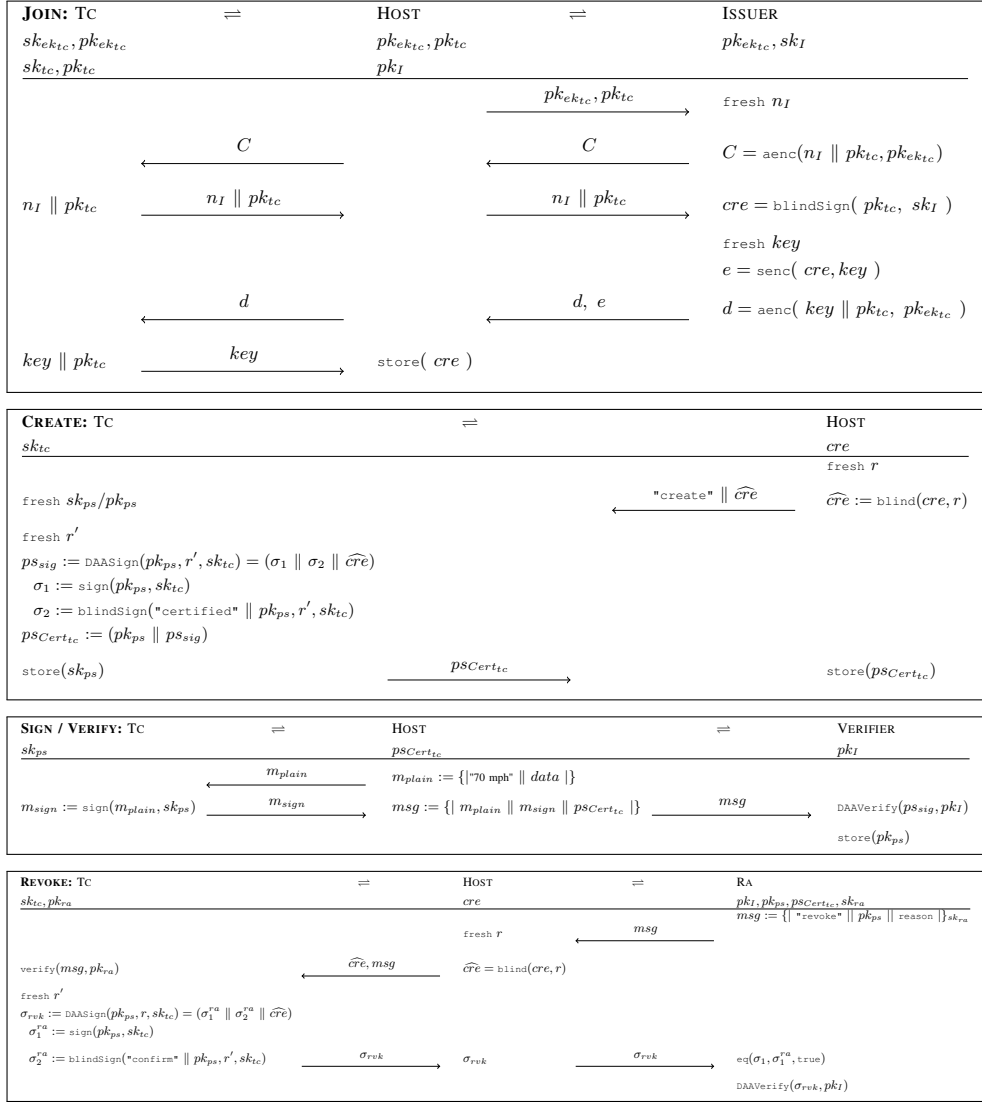 JOIN: TC ⇌ HOST ⇌ ISSUER
sk_{ek_{tc}}, pk_{ek_{tc}} pk_{ek_{tc}}, pk_{tc} pk_{ek_{tc}}, sk_I
sk_{tc}, pk_{tc} pk_I
pk_{ek_{tc}}, pk_{tc} fresh n_I
C C C = aenc(n_I ∥ pk_{tc}, pk_{ek_{tc}})
n_I ∥ pk_{tc} n_I ∥ pk_{tc} n_I ∥ pk_{tc} cre = blindSign( pk_{tc}, sk_I )
fresh key
e = senc( cre, key )
d d, e d = aenc( key ∥ pk_{tc}, pk_{ek_{tc}} )
key ∥ pk_{tc} key store( cre )
CREATE: TC ⇌ HOST
sk_{tc} cre
fresh r
fresh sk_{ps}/pk_{ps} "create" ∥ \widehat{cre} \widehat{cre} := blind(cre, r)
fresh r′
ps_{sig} := DAASign(pk_{ps}, r′, sk_{tc}) = (σ_1 ∥ σ_2 ∥ \widehat{cre})
σ_1 := sign(pk_{ps}, sk_{tc})
σ_2 := blindSign("certified" ∥ pk_{ps}, r′, sk_{tc})
ps_{Cert_{tc}} := (pk_{ps} ∥ ps_{sig})
store(sk_{ps}) ps_{Cert_{tc}} store(ps_{Cert_{tc}})
SIGN / VERIFY: TC ⇌ HOST ⇌ VERIFIER
sk_{ps} ps_{Cert_{tc}} pk_I
m_{plain} m_{plain} := {|"70 mph" ∥ data |}
m_{sign} := sign(m_{plain}, sk_{ps}) m_{sign} msg := {| m_{plain} ∥ m_{sign} ∥ ps_{Cert_{tc}} |} msg DAAVerify(ps_{sig}, pk_I)
store(pk_{ps})
REVOKE: TC ⇌ HOST ⇌ RA
sk_{tc}, pk_{ra} cre pk_I, pk_{ps}, ps_{Cert_{tc}}, sk_{ra}
msg := {| "revoke" || pk_{ps} || reason |}_{sk_{ra}}
fresh r msg
verify(msg, pk_{ra}) \widehat{cre}, msg \widehat{cre} = blind(cre, r)
fresh r′
σ_{rvk} := DAASign(pk_{ps}, r, sk_{tc}) = (σ_1^{ra} ∥ σ_2^{ra} ∥ \widehat{cre})
σ_1^{ra} := sign(pk_{ps}, sk_{tc})
σ_2^{ra} := blindSign("confirm" ∥ pk_{ps}, r′, sk_{tc}) σ_{rvk} σ_{rvk} σ_{rvk} eq(σ_1, σ_1^{ra}, true)
DAAVerify(σ_{rvk}, pk_I)